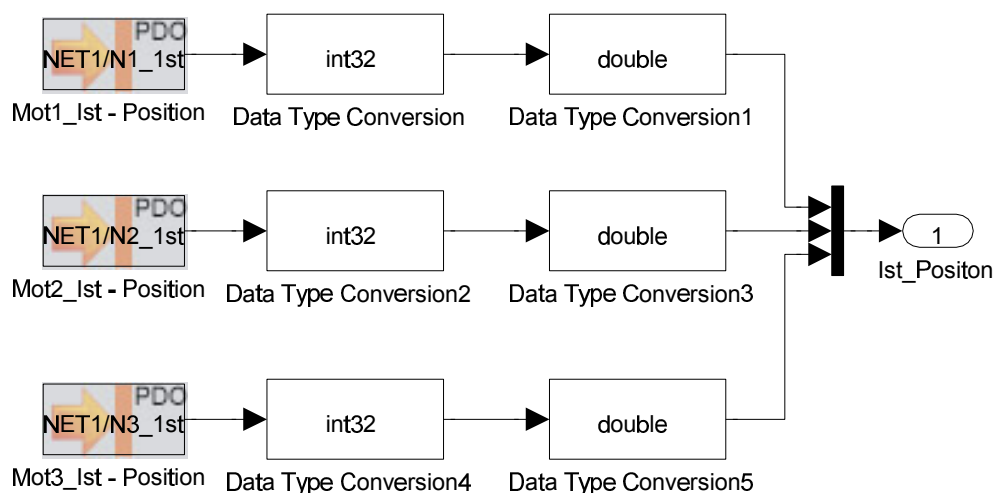 PDO
NET1/N1_1st
Mot1_Ist - Position
int32
Data Type Conversion
double
Data Type Conversion1
PDO
NET1/N2_1st
Mot2_Ist - Position
int32
Data Type Conversion2
double
Data Type Conversion3
1
Ist_Positon
PDO
NET1/N3_1st
Mot3_Ist - Position
int32
Data Type Conversion4
double
Data Type Conversion5